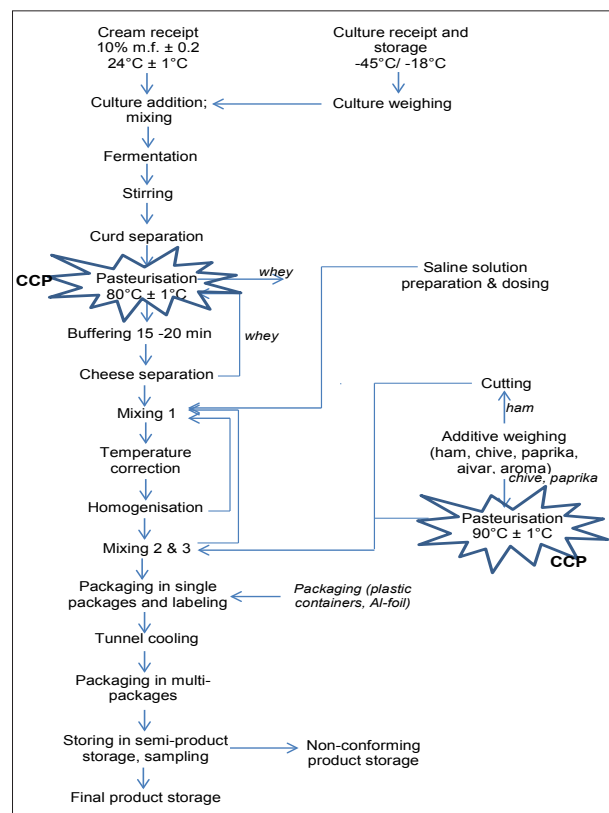 Cream receipt
10% m.f. ± 0.2
24°C ± 1°C
Culture receipt and
storage
-45°C/ -18°C
Culture addition;
mixing
Culture weighing
Fermentation
Stirring
Curd separation
CCP
Pasteurisation
80°C ± 1°C
whey
Saline solution
preparation & dosing
Buffering 15 -20 min
whey
Cheese separation
Cutting
ham
Mixing 1
Additive weighing
(ham, chive, paprika,
ajvar, aroma)
chive, paprika
Temperature
correction
Homogenisation
Pasteurisation
90°C ± 1°C
CCP
Mixing 2 & 3
Packaging in single
packages and labeling
Packaging (plastic
containers, Al-foil)
Tunnel cooling
Packaging in multi-
packages
Storing in semi-product
storage, sampling
Non-conforming
product storage
Final product storage